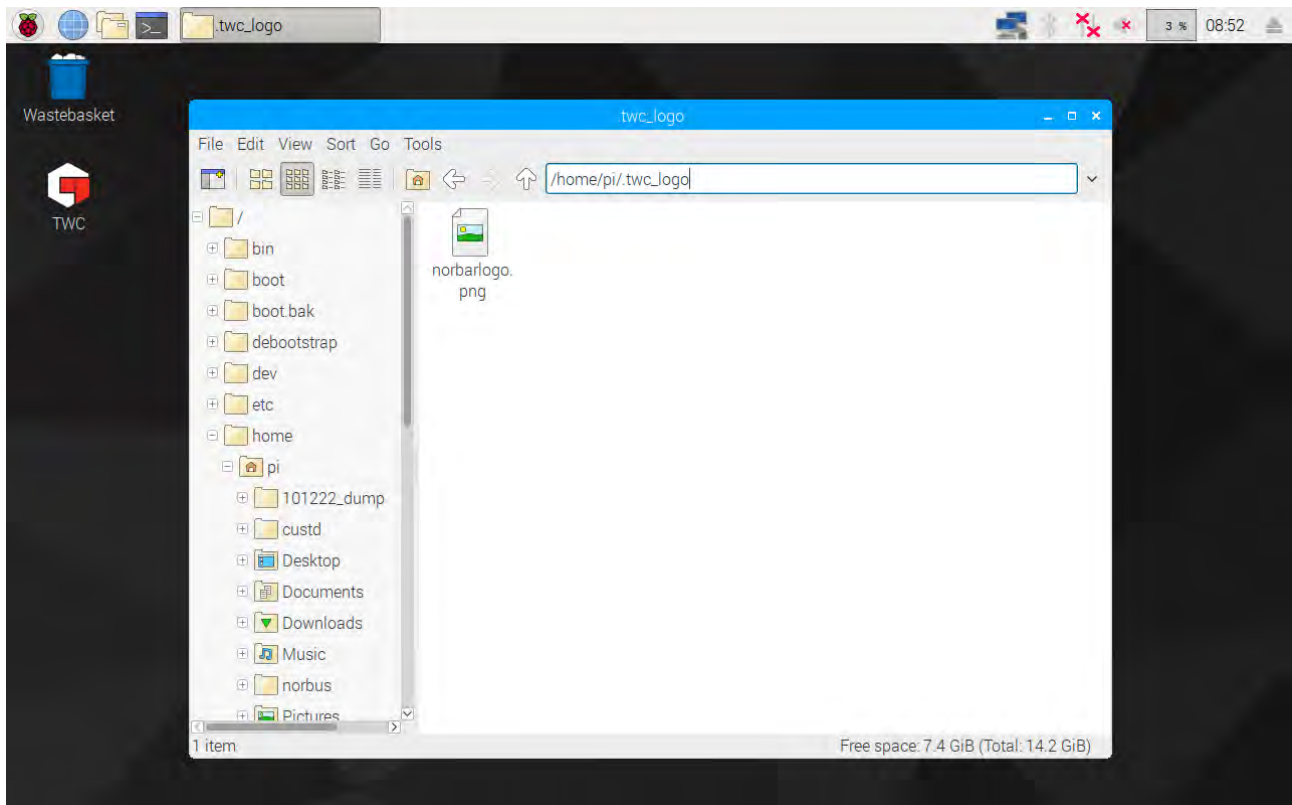 .twc_logo
3 %
08:52
Wastebasket
TWC
twc_logo
File Edit View Sort Go Tools
/home/pi/.twc_logo
/
bin
boot
boot.bak
debootstrap
dev
etc
home
pi
101222_dump
custd
Desktop
Documents
Downloads
Music
norbus
Pictures
norbarlogo.
png
1 item
Free space: 7.4 GiB (Total: 14.2 GiB)